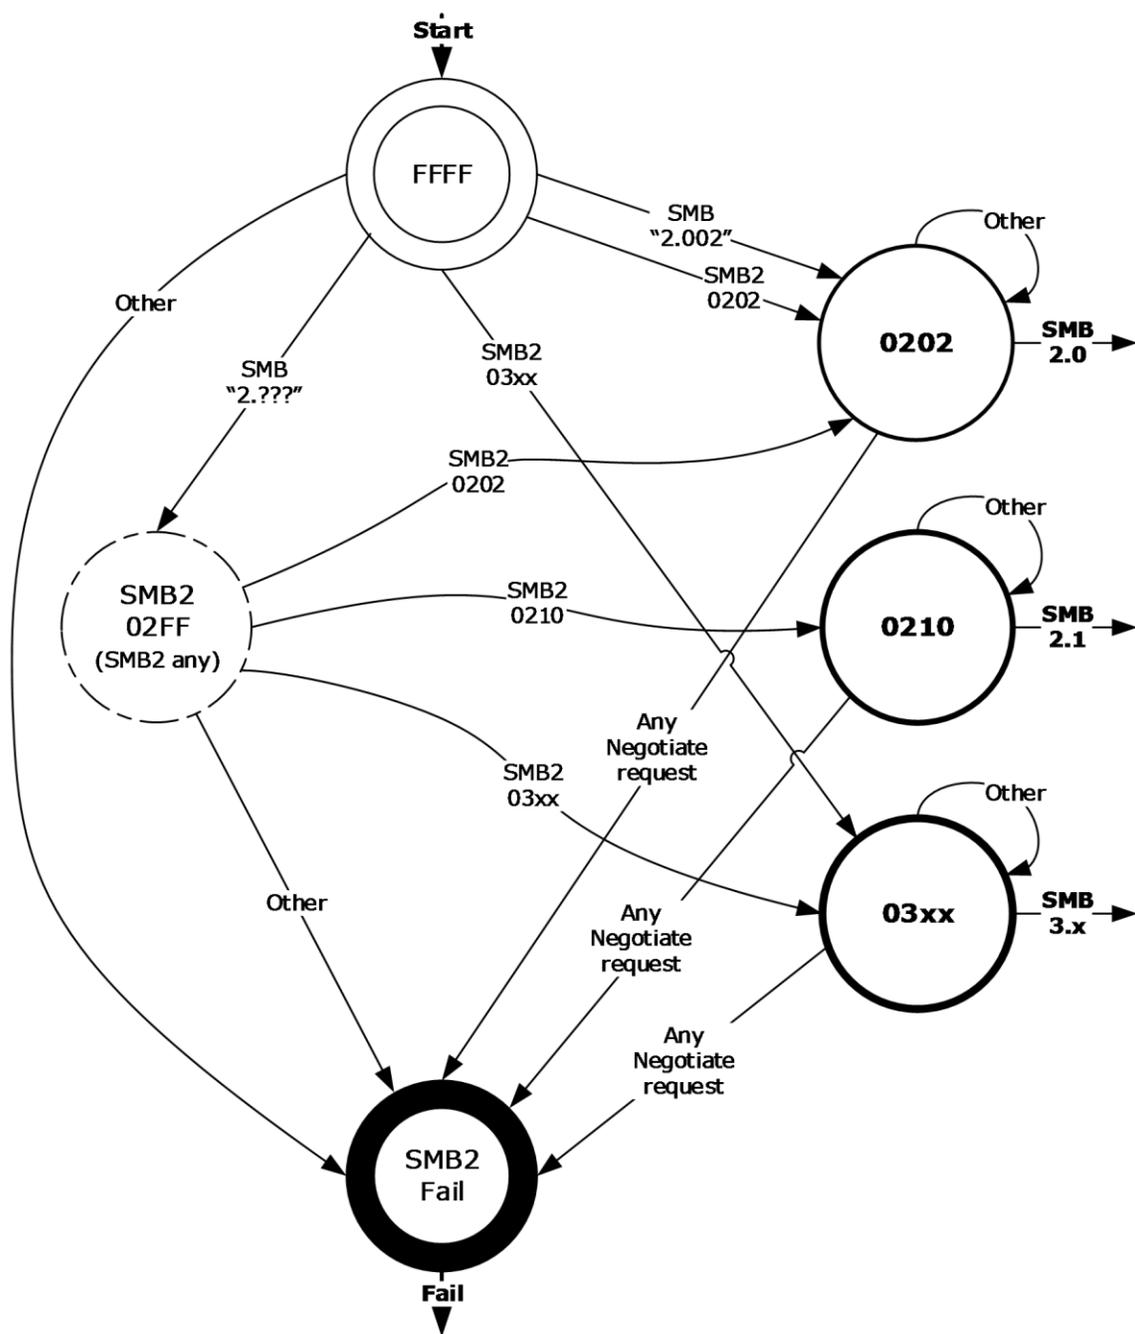 Start
FFFF
SMB
“2.002”
SMB2
0202
Other
0202
SMB
2.0
Other
SMB
“2.???”
SMB2
03xx
SMB2
0202
SMB2
02FF
(SMB2 any)
SMB2
0210
Other
0210
SMB
2.1
Any
Negotiate
request
SMB2
03xx
Other
03xx
SMB
3.x
Other
Any
Negotiate
request
Any
Negotiate
request
SMB2
Fail
Fail